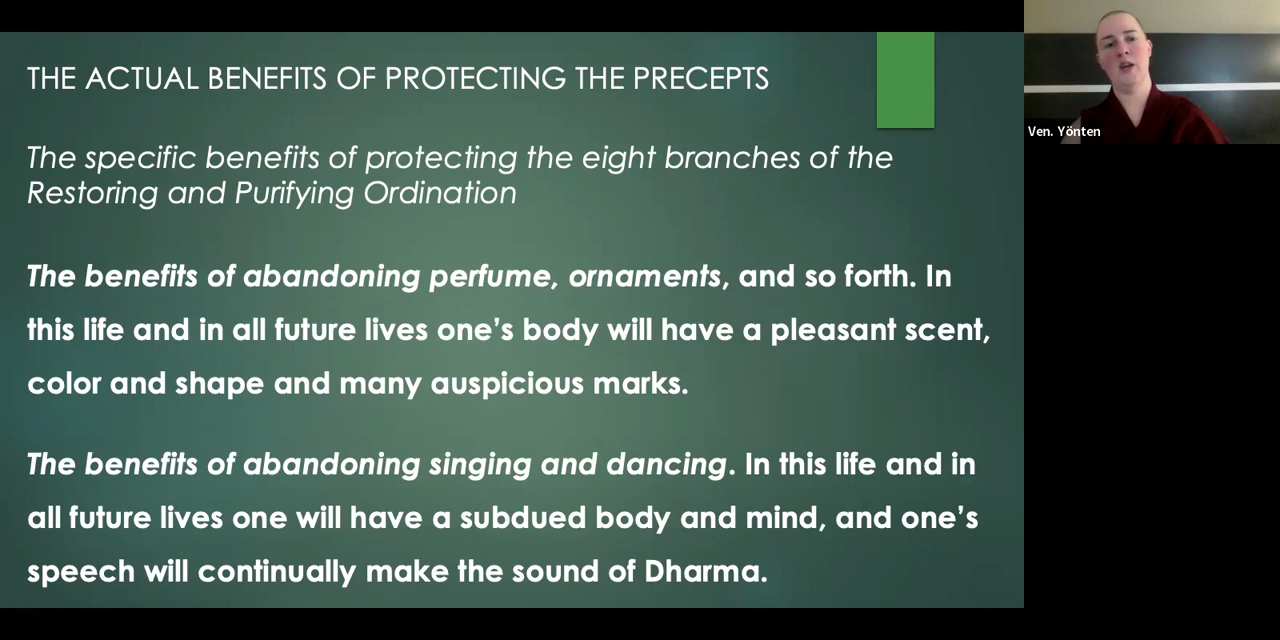 THE ACTUAL BENEFITS OF PROTECTING THE PRECEPTS
The specific benefits of protecting the eight branches of the
Restoring and Purifying Ordination
The benefits of abandoning perfume, ornaments, and so forth. In
this life and in all future lives one’s body will have a pleasant scent,
color and shape and many auspicious marks.
The benefits of abandoning singing and dancing. In this life and in
all future lives one will have a subdued body and mind, and one’s
speech will continually make the sound of Dharma.
Ven. Yönten